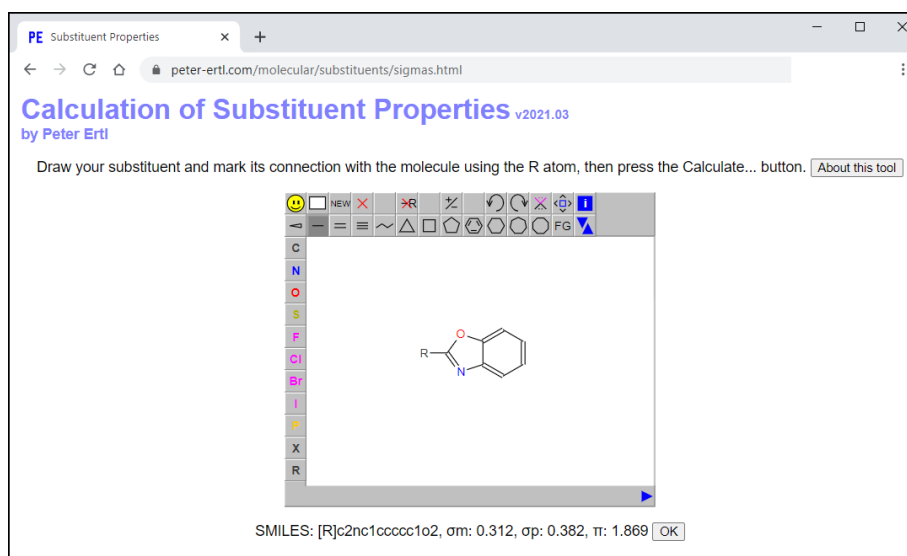 PE Substituent Properties
peter-ertl.com/molecular/substituents/sigmas.html
Calculation of Substituent Properties v2021.03
by Peter Ertl
Draw your substituent and mark its connection with the molecule using the R atom, then press the Calculate... button. About this tool
NEW R +/- i
FG
C
N
O
S
F
Cl
Br
I
P
X
R
O
R
N
SMILES: [R]c2nc1ccccc1o2, σm: 0.312, σp: 0.382, π: 1.869 OK